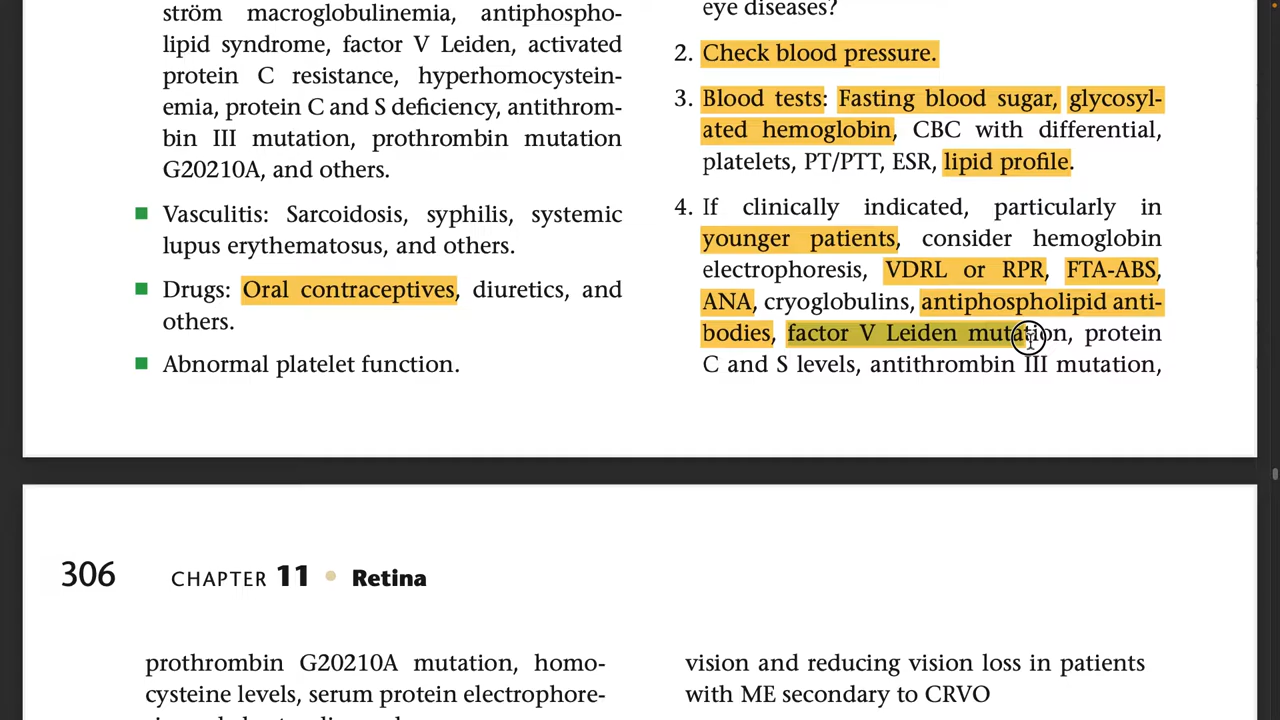 ström macroglobulinemia, antiphospho-
lipid syndrome, factor V Leiden, activated
protein C resistance, hyperhomocystein-
emia, protein C and S deficiency, antithrom-
bin III mutation, prothrombin mutation
G20210A, and others.
Vasculitis: Sarcoidosis, syphilis, systemic
lupus erythematosus, and others.
Drugs: Oral contraceptives, diuretics, and
others.
Abnormal platelet function.
eye diseases?
2. Check blood pressure.
3. Blood tests: Fasting blood sugar, glycosyl-
ated hemoglobin, CBC with differential,
platelets, PT/PTT, ESR, lipid profile.
4. If clinically indicated, particularly in
younger patients, consider hemoglobin
electrophoresis, VDRL or RPR, FTA-ABS,
ANA, cryoglobulins, antiphospholipid anti-
bodies, factor V Leiden mutation, protein
C and S levels, antithrombin III mutation,
306 CHAPTER 11 • Retina
prothrombin G20210A mutation, homo-
cysteine levels, serum protein electrophore-
vision and reducing vision loss in patients
with ME secondary to CRVO